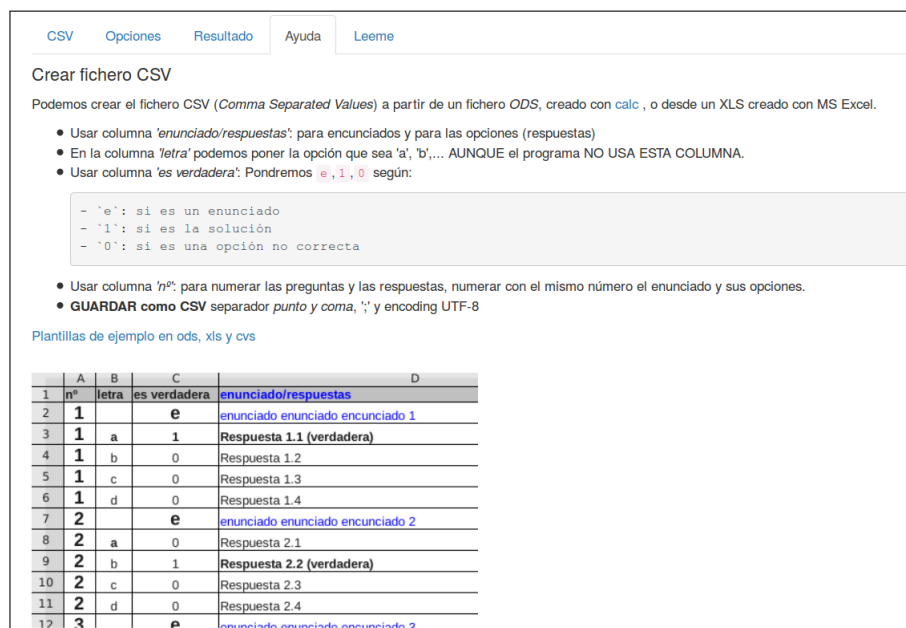 CSV Opciones Resultado Ayuda Leeme
Crear fichero CSV
Podemos crear el fichero CSV (Comma Separated Values) a partir de un fichero ODS, creado con calc , o desde un XLS creado con MS Excel.
● Usar columna 'enunciado/respuestas': para encunciados y para las opciones (respuestas)
● En la columna 'letra' podemos poner la opción que sea 'a', 'b',... AUNQUE el programa NO USA ESTA COLUMNA.
● Usar columna 'es verdadera': Pondremos e , 1 , 0 según:
- `e`: si es un enunciado
- `1`: si es la solución
- `0`: si es una opción no correcta
● Usar columna 'nº': para numerar las preguntas y las respuestas, numerar con el mismo número el enunciado y sus opciones.
● GUARDAR como CSV separador punto y coma, ';' y encoding UTF-8
Plantillas de ejemplo en ods, xls y cvs
A B C D
1 nº letra es verdadera enunciado/respuestas
2 1 e enunciado enunciado encunciado 1
3 1 a 1 Respuesta 1.1 (verdadera)
4 1 b 0 Respuesta 1.2
5 1 c 0 Respuesta 1.3
6 1 d 0 Respuesta 1.4
7 2 e enunciado enunciado encunciado 2
8 2 a 0 Respuesta 2.1
9 2 b 1 Respuesta 2.2 (verdadera)
10 2 c 0 Respuesta 2.3
11 2 d 0 Respuesta 2.4
12 3 e enunciado enunciado encunciado 3